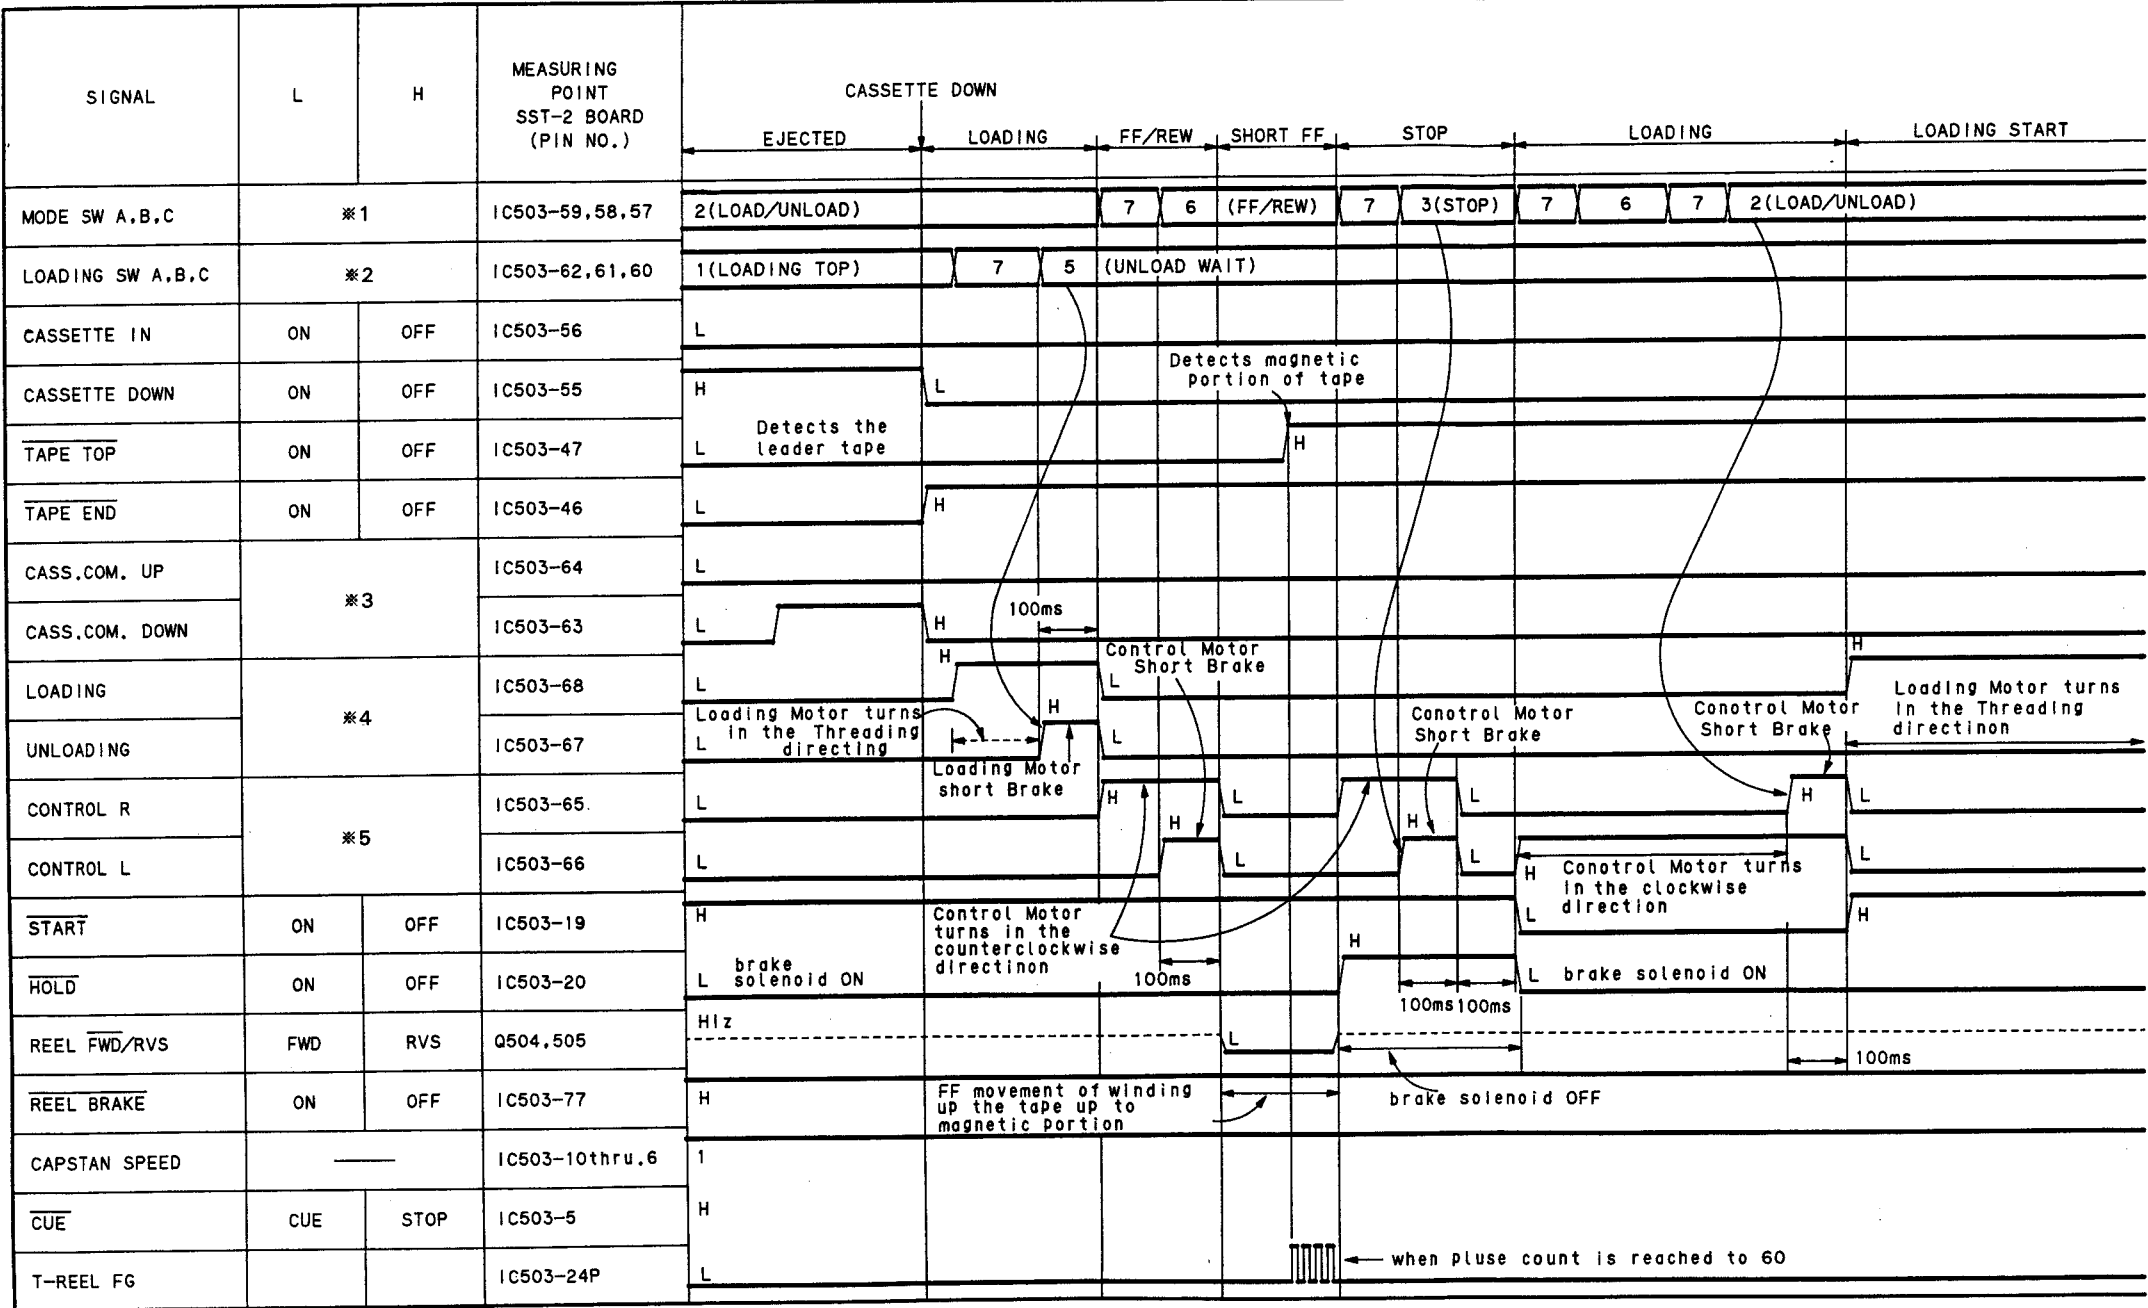 SIGNAL
L
H
MEASURING
POINT
SST-2 BOARD
(PIN NO.)
CASSETTE DOWN
EJECTED
LOADING
FF/REW
SHORT FF
STOP
LOADING
LOADING START
MODE SW A.B.C
※1
IC503-59.58.57
2(LOAD/UNLOAD)
7
6
(FF/REW)
7
3(STOP)
7
6
7
2(LOAD/UNLOAD)
LOADING SW A.B.C
※2
IC503-62.61.60
1(LOADING TOP)
7
5
(UNLOAD WAIT)
CASSETTE IN
ON
OFF
IC503-56
L
Detects magnetic
portion of tape
CASSETTE DOWN
ON
OFF
IC503-55
H
L
TAPE TOP
ON
OFF
IC503-47
L
Detects the
leader tape
H
TAPE END
ON
OFF
IC503-46
L
H
CASS.COM. UP
※3
IC503-64
L
CASS.COM. DOWN
IC503-63
L
H
100ms
LOADING
※4
IC503-68
L
H
L
Control Motor
Short Brake
H
Loading Motor turns
in the Threading
directinon
UNLOADING
IC503-67
L
Loading Motor turns
in the Threading
directing
H
L
Loading Motor
short Brake
Conotrol Motor
Short Brake
Conotrol Motor
Short Brake
CONTROL R
※5
IC503-65.
L
H
L
L
H
L
CONTROL L
IC503-66
L
H
L
H
L
H
Conotrol Motor turns
in the clockwise
direction
L
START
ON
OFF
IC503-19
H
Control Motor
turns in the
counterclockwise
directinon
L
H
HOLD
ON
OFF
IC503-20
L
brake
solenoid ON
100ms
H
100ms
100ms
L
brake solenoid ON
REEL FWD/RVS
FWD
RVS
Q504.505
HIz
L
100ms
REEL BRAKE
ON
OFF
IC503-77
H
FF movement of winding
up the tape up to
magnetic portion
brake solenoid OFF
CAPSTAN SPEED
IC503-10thru.6
1
CUE
CUE
STOP
IC503-5
H
T-REEL FG
IC503-24P
L
when pluse count is reached to 60